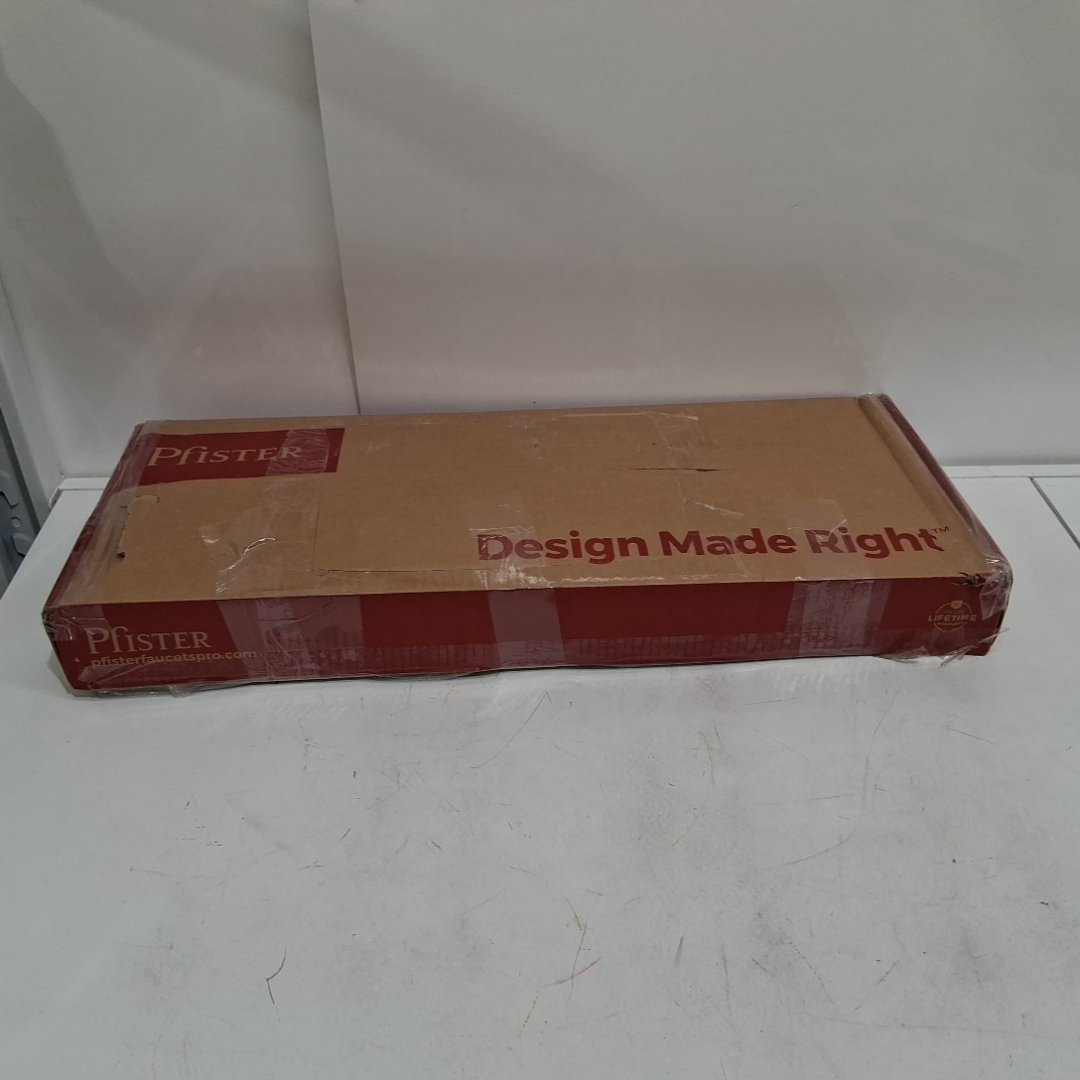 PfISTER
Design Made Right™
PfISTER
pfisterfaucetspro.com
LIFETIME